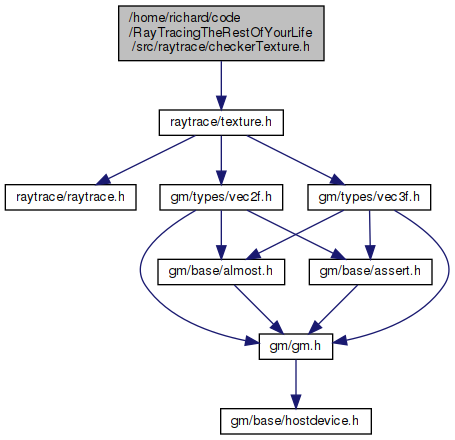 /home/richard/code
/RayTracingTheRestOfYourLife
/src/raytrace/checkerTexture.h
raytrace/texture.h
raytrace/raytrace.h
gm/types/vec2f.h
gm/types/vec3f.h
gm/base/almost.h
gm/base/assert.h
gm/gm.h
gm/base/hostdevice.h